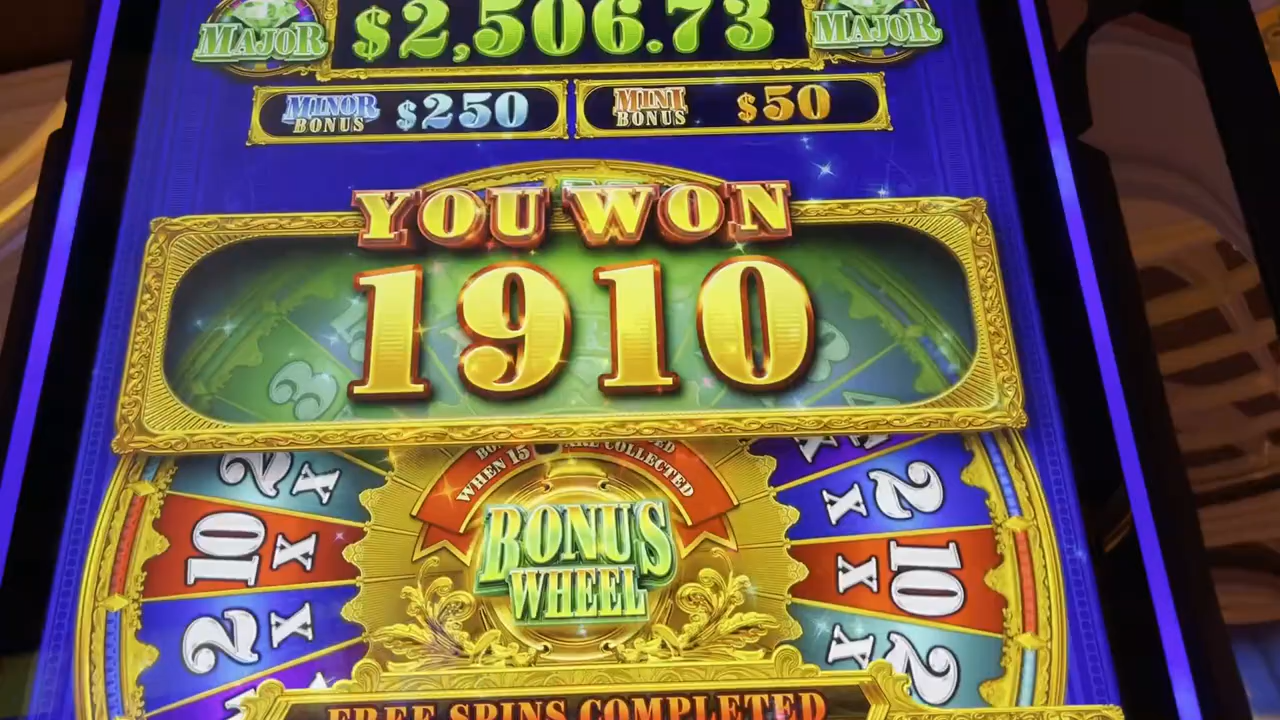 MAJOR $2,506.73 MAJOR
MINOR BONUS $250
MINI BONUS $50
YOU WON
1910
WHEN 15 ARE COLLECTED
BONUS
WHEEL
2X
10X
2X
2X
10X
2X
FREE SPINS COMPLETED